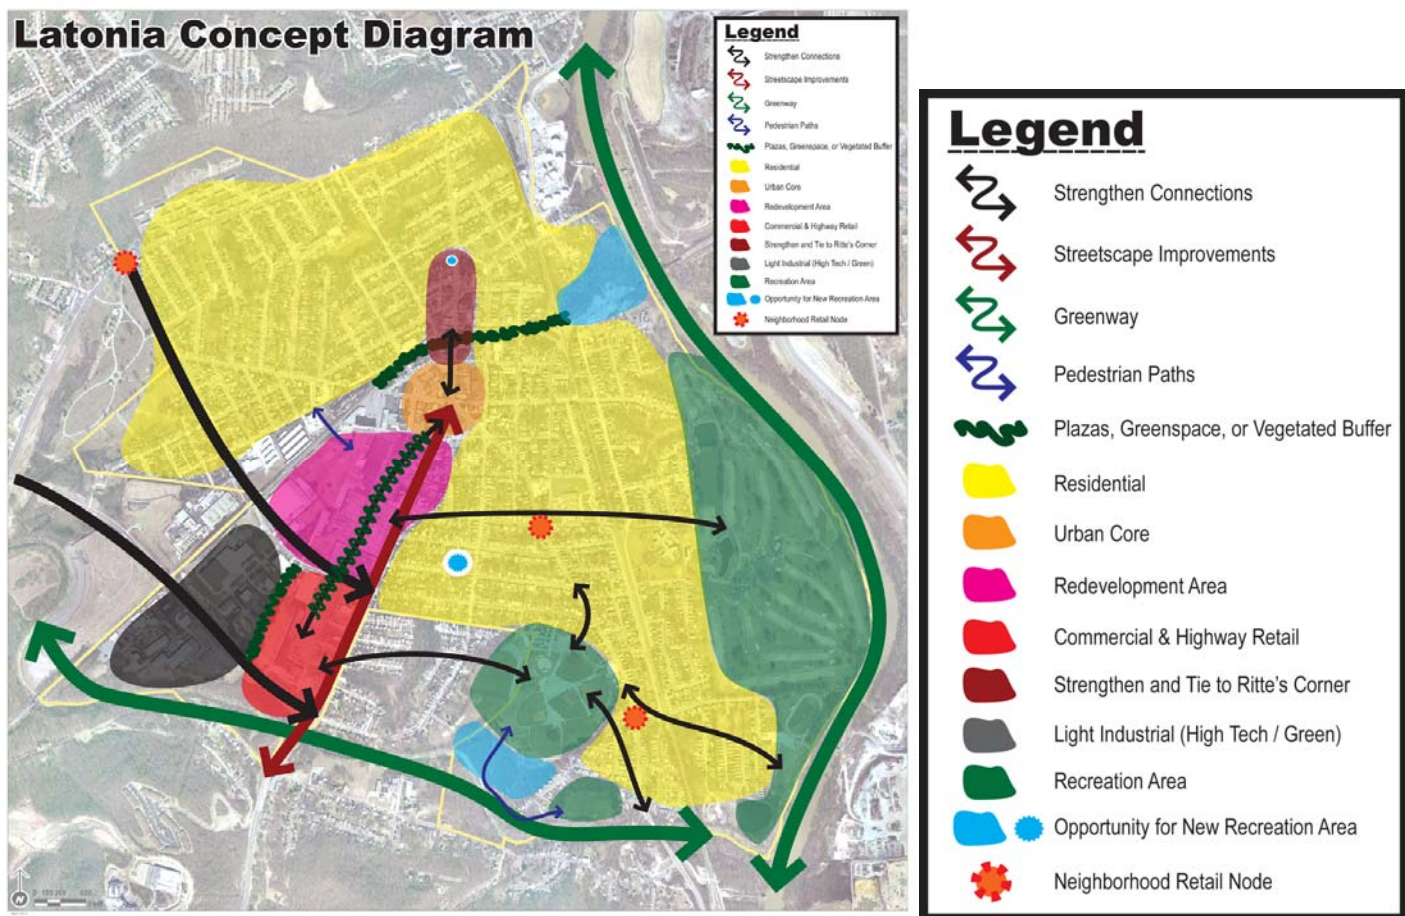 Latonia Concept Diagram
Legend
Strengthen Connections
Streetscape Improvements
Greenway
Pedestrian Paths
Plazas, Greenspace, or Vegetated Buffer
Residential
Urban Core
Redevelopment Area
Commercial & Highway Retail
Strengthen and Tie to Ritte's Corner
Light Industrial (High Tech / Green)
Recreation Area
Opportunity for New Recreation Area
Neighborhood Retail Node
N
Legend
Strengthen Connections
Streetscape Improvements
Greenway
Pedestrian Paths
Plazas, Greenspace, or Vegetated Buffer
Residential
Urban Core
Redevelopment Area
Commercial & Highway Retail
Strengthen and Tie to Ritte's Corner
Light Industrial (High Tech / Green)
Recreation Area
Opportunity for New Recreation Area
Neighborhood Retail Node